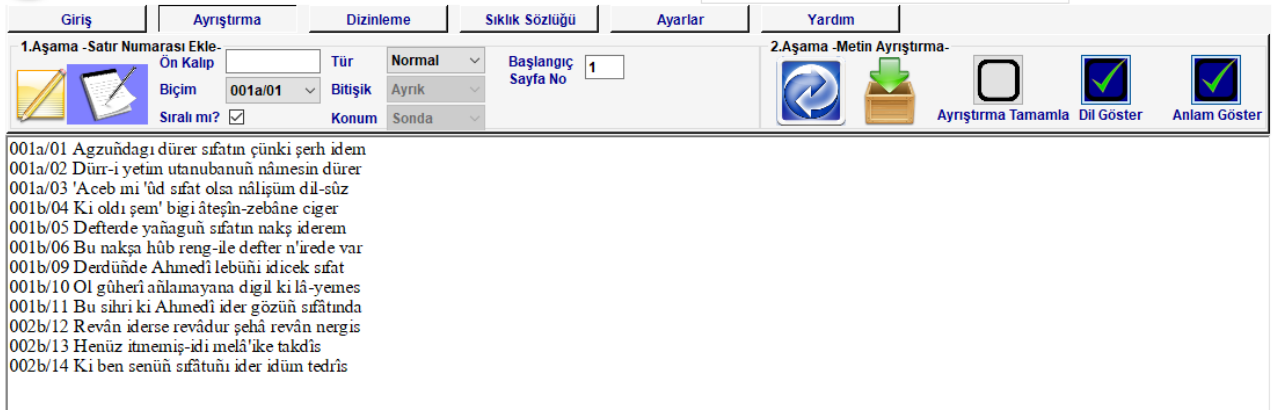 Giriş Ayrıştırma Dizinleme Sıklık Sözlüğü Ayarlar Yardım
1.Aşama -Satır Numarası Ekle-
Ön Kalıp Tür Normal Başlangıç Sayfa No 1
Biçim 001a/01 Bitişik Ayrık
Sıralı mı? Konum Sonda
2.Aşama -Metin Ayrıştırma-
Ayrıştırma Tamamla Dil Göster Anlam Göster
001a/01 Agzuñdagı dürer sıfatın çünki şerh idem
001a/02 Dürr-i yetim utanubanuñ nâmesin dürer
001a/03 'Aceb mi 'ûd sıfat olsa nâlişüm dil-sûz
001b/04 Ki oldı şem' bigi âteşîn-zebâne ciger
001b/05 Defterde yañaguñ sıfatın nakş iderem
001b/06 Bu nakşa hûb reng-ile defter n'irede var
001b/09 Derdüñde Ahmedî lebüñi idicek sıfat
001b/10 Ol gûherî añlamayana digil ki lâ-yemes
001b/11 Bu sihri ki Ahmedî ider gözüñ sıfâtında
002b/12 Revân iderse revâdur şehâ revân nergis
002b/13 Henüz itmemiş-idi melâ'ike takdîs
002b/14 Ki ben senüñ sıfâtuñı ider idüm tedrîs